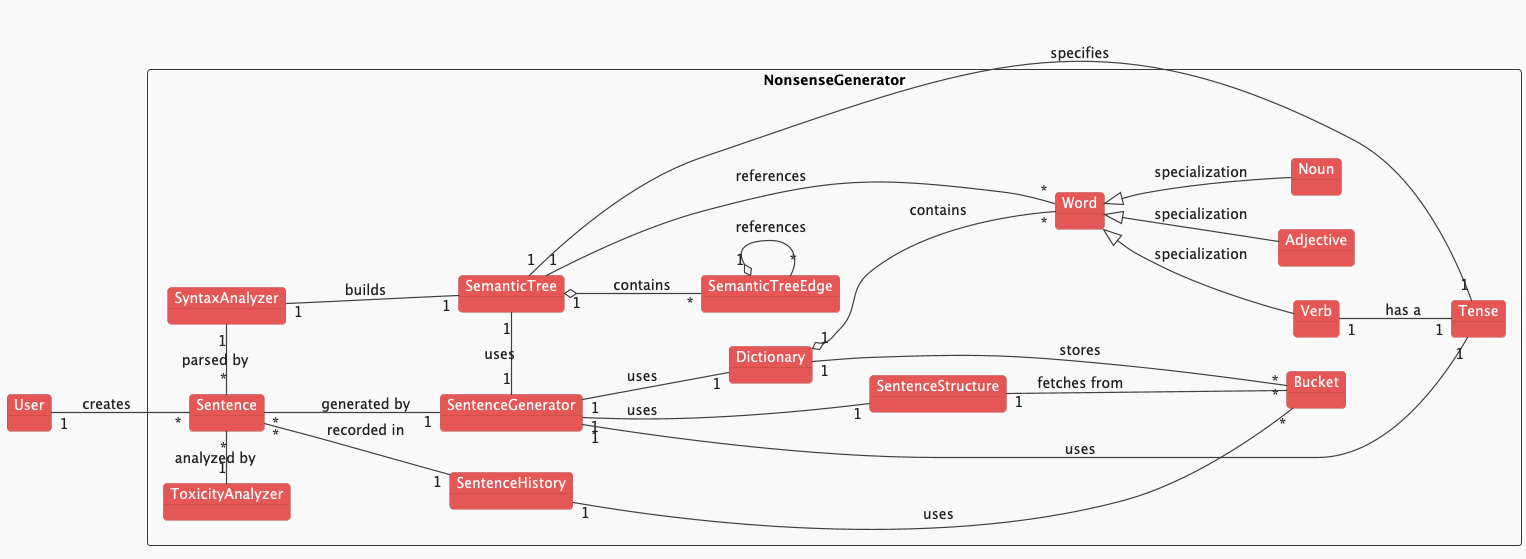 specifies
NonsenseGenerator
Noun
specialization
references
*
Word
specialization
contains
*
Adjective
references
specialization
1 1
1 *
SemanticTree
contains
SemanticTreeEdge
1
SyntaxAnalyzer
builds
1
*
1
1
Verb
has a
Tense
1
1
1
1
1
uses
parsed by
1
Dictionary
stores
1
1
*
1
uses
1
*
*
SentenceStructure
fetches from
Bucket
1
User
creates
Sentence
generated by
SentenceGenerator
1
uses
1
1
*
*
1
1
1
*
*
recorded in
*
analyzed by
1
uses
1
SentenceHistory
ToxicityAnalyzer
1
uses